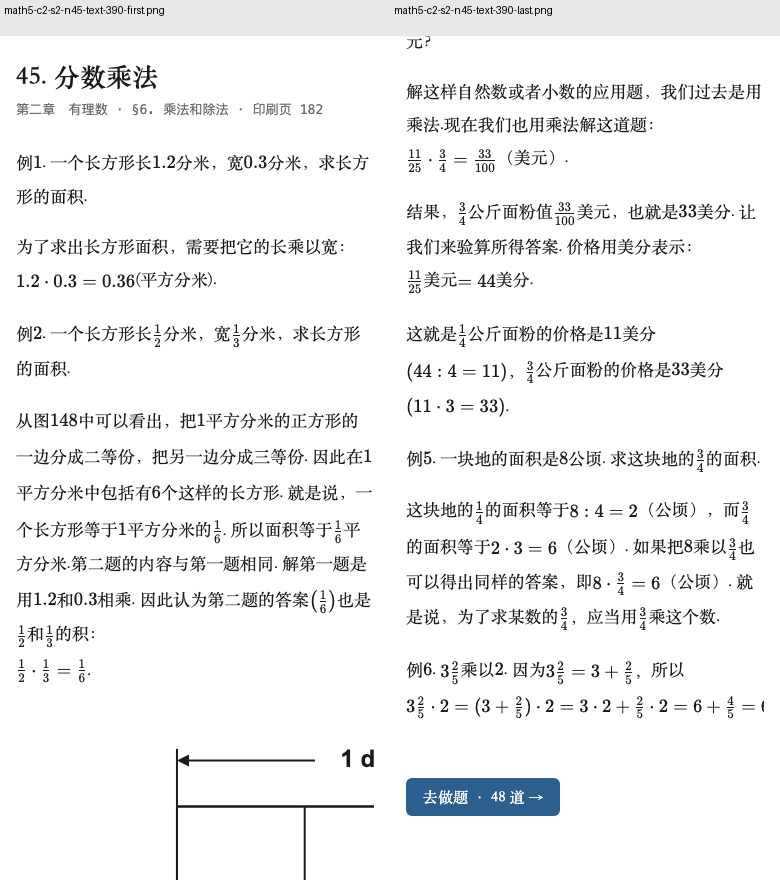 math5-c2-s2-n45-text-390-first.png
45. 分数乘法
第二章 有理数 · §6. 乘法和除法 · 印刷页 182
例1. 一个长方形长1.2分米，宽0.3分米，求长方
形的面积.
为了求出长方形面积，需要把它的长乘以宽：
1.2 · 0.3 = 0.36(平方分米).
例2. 一个长方形长1/2分米，宽1/3分米，求长方形
的面积.
从图148中可以看出，把1平方分米的正方形的
一边分成二等份，把另一边分成三等份. 因此在1
平方分米中包括有6个这样的长方形. 就是说，一
个长方形等于1平方分米的1/6. 所以面积等于1/6平
方分米.第二题的内容与第一题相同. 解第一题是
用1.2和0.3相乘. 因此认为第二题的答案(1/6)也是
1/2和1/3的积：
1/2 · 1/3 = 1/6.
1 d
math5-c2-s2-n45-text-390-last.png
元?
解这样自然数或者小数的应用题，我们过去是用
乘法.现在我们也用乘法解这道题：
11/25 · 3/4 = 33/100（美元）.
结果，3/4公斤面粉值33/100美元，也就是33美分. 让
我们来验算所得答案. 价格用美分表示：
11/25美元= 44美分.
这就是1/4公斤面粉的价格是11美分
(44 : 4 = 11)，3/4公斤面粉的价格是33美分
(11 · 3 = 33).
例5. 一块地的面积是8公顷. 求这块地的3/4的面积.
这块地的1/4的面积等于8 : 4 = 2（公顷），而3/4
的面积等于2 · 3 = 6（公顷）. 如果把8乘以3/4也
可以得出同样的答案，即8 · 3/4 = 6（公顷）. 就
是说，为了求某数的3/4，应当用3/4乘这个数.
例6. 3 2/5乘以2. 因为3 2/5 = 3 + 2/5，所以
3 2/5 · 2 = (3 + 2/5) · 2 = 3 · 2 + 2/5 · 2 = 6 + 4/5 =
去做题 · 48 道 →